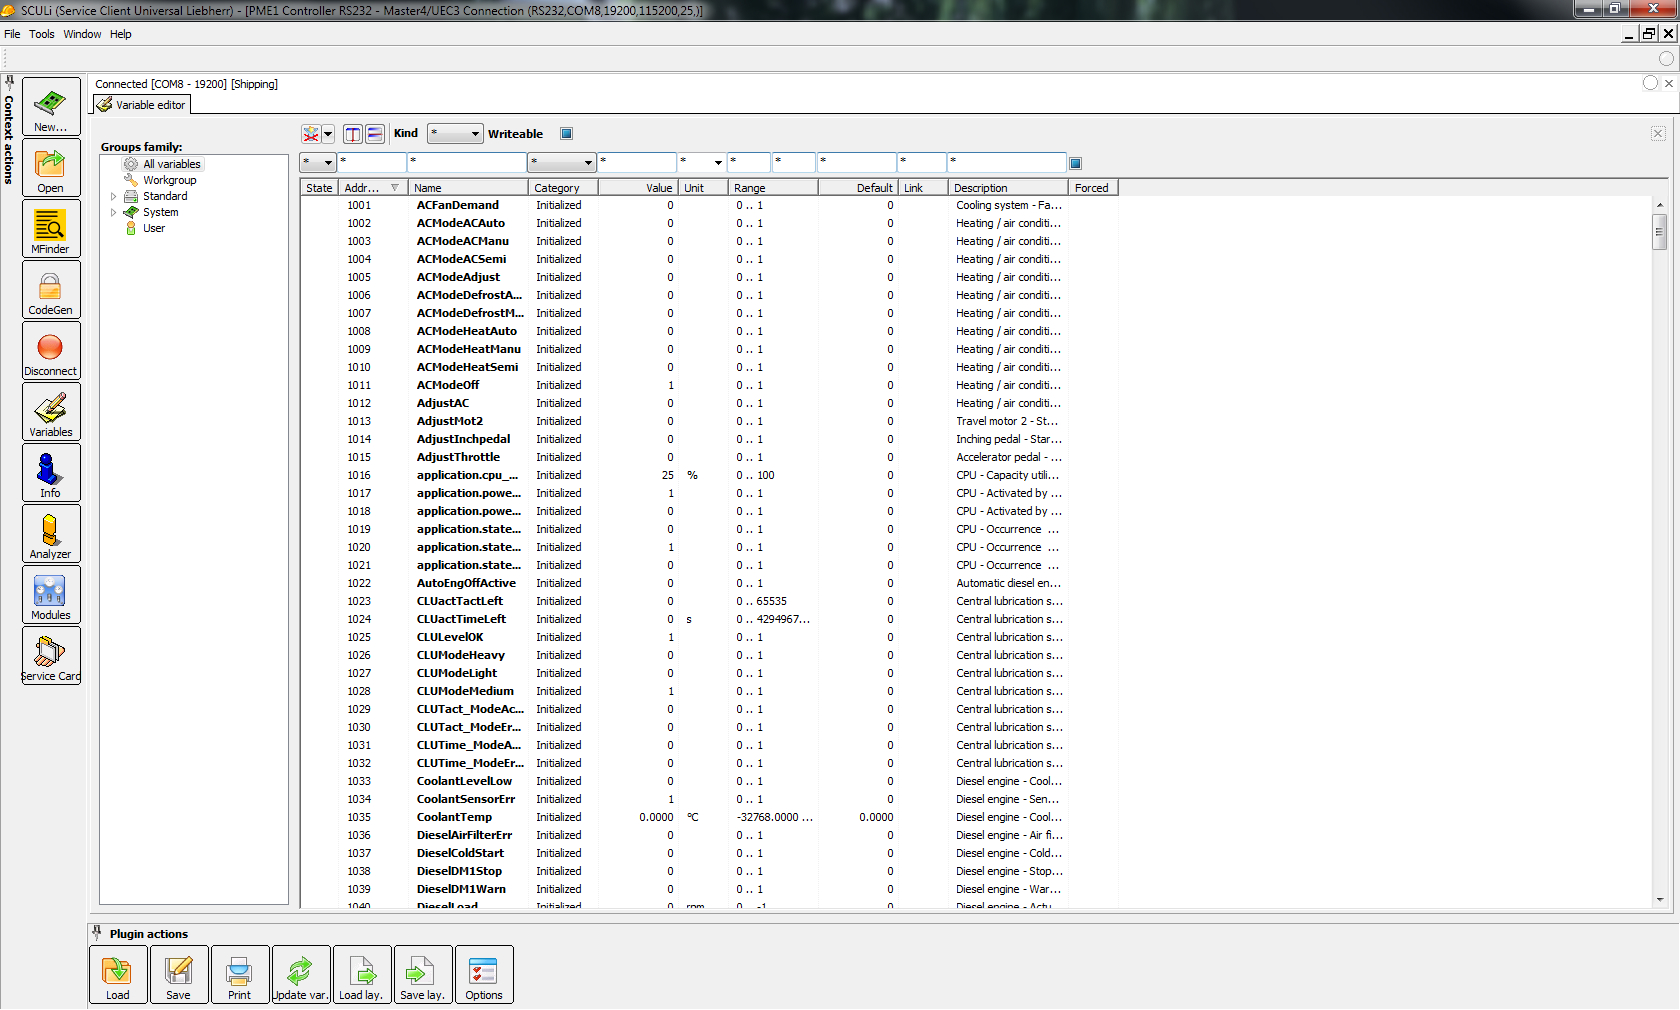 SCULi (Service Client Universal Liebherr) - [PME1 Controller RS232 - Master4/UEC3 Connection (RS232,COM8,19200,115200,25,)]
File Tools Window Help
Context actions
New...
Open
MFinder
CodeGen
Disconnect
Variables
Info
Analyzer
Modules
Service Card
Connected [COM8 - 19200] [Shipping]
Variable editor
Groups family:
All variables
Workgroup
Standard
System
User
Kind * Writeable
* * * * * * * * * * *
State Addr... Name Category Value Unit Range Default Link Description Forced
1001 ACFanDemand Initialized 0 0 .. 1 0 Cooling system - Fa...
1002 ACModeACAuto Initialized 0 0 .. 1 0 Heating / air conditi...
1003 ACModeACManu Initialized 0 0 .. 1 0 Heating / air conditi...
1004 ACModeACSemi Initialized 0 0 .. 1 0 Heating / air conditi...
1005 ACModeAdjust Initialized 0 0 .. 1 0 Heating / air conditi...
1006 ACModeDefrostA... Initialized 0 0 .. 1 0 Heating / air conditi...
1007 ACModeDefrostM... Initialized 0 0 .. 1 0 Heating / air conditi...
1008 ACModeHeatAuto Initialized 0 0 .. 1 0 Heating / air conditi...
1009 ACModeHeatManu Initialized 0 0 .. 1 0 Heating / air conditi...
1010 ACModeHeatSemi Initialized 0 0 .. 1 0 Heating / air conditi...
1011 ACModeOff Initialized 1 0 .. 1 0 Heating / air conditi...
1012 AdjustAC Initialized 0 0 .. 1 0 Heating / air conditi...
1013 AdjustMot2 Initialized 0 0 .. 1 0 Travel motor 2 - St...
1014 AdjustInchpedal Initialized 0 0 .. 1 0 Inching pedal - Star...
1015 AdjustThrottle Initialized 0 0 .. 1 0 Accelerator pedal - ...
1016 application.cpu_... Initialized 25 % 0 .. 100 0 CPU - Capacity utili...
1017 application.powe... Initialized 1 0 .. 1 0 CPU - Activated by ...
1018 application.powe... Initialized 0 0 .. 1 0 CPU - Activated by ...
1019 application.state... Initialized 0 0 .. 1 0 CPU - Occurrence ...
1020 application.state... Initialized 1 0 .. 1 0 CPU - Occurrence ...
1021 application.state... Initialized 0 0 .. 1 0 CPU - Occurrence ...
1022 AutoEngOffActive Initialized 0 0 .. 1 0 Automatic diesel en...
1023 CLUactTactLeft Initialized 0 0 .. 65535 0 Central lubrication s...
1024 CLUactTimeLeft Initialized 0 s 0 .. 4294967... 0 Central lubrication s...
1025 CLULevelOK Initialized 1 0 .. 1 0 Central lubrication s...
1026 CLUModeHeavy Initialized 0 0 .. 1 0 Central lubrication s...
1027 CLUModeLight Initialized 0 0 .. 1 0 Central lubrication s...
1028 CLUModeMedium Initialized 1 0 .. 1 0 Central lubrication s...
1029 CLUTact_ModeAc... Initialized 0 0 .. 1 0 Central lubrication s...
1030 CLUTact_ModeEr... Initialized 0 0 .. 1 0 Central lubrication s...
1031 CLUTime_ModeA... Initialized 0 0 .. 1 0 Central lubrication s...
1032 CLUTime_ModeEr... Initialized 0 0 .. 1 0 Central lubrication s...
1033 CoolantLevelLow Initialized 0 0 .. 1 0 Diesel engine - Cool...
1034 CoolantSensorErr Initialized 1 0 .. 1 0 Diesel engine - Sen...
1035 CoolantTemp Initialized 0.0000 °C -32768.0000 ... 0.0000 Diesel engine - Cool...
1036 DieselAirFilterErr Initialized 0 0 .. 1 0 Diesel engine - Air fi...
1037 DieselColdStart Initialized 0 0 .. 1 0 Diesel engine - Cold...
1038 DieselDM1Stop Initialized 0 0 .. 1 0 Diesel engine - Stop...
1039 DieselDM1Warn Initialized 0 0 .. 1 0 Diesel engine - War...
1040 DieselLoad Initialized 0 rpm 0 .. -1 0 Diesel engine - Actu...
Plugin actions
Load Save Print Update var. Load lay. Save lay. Options